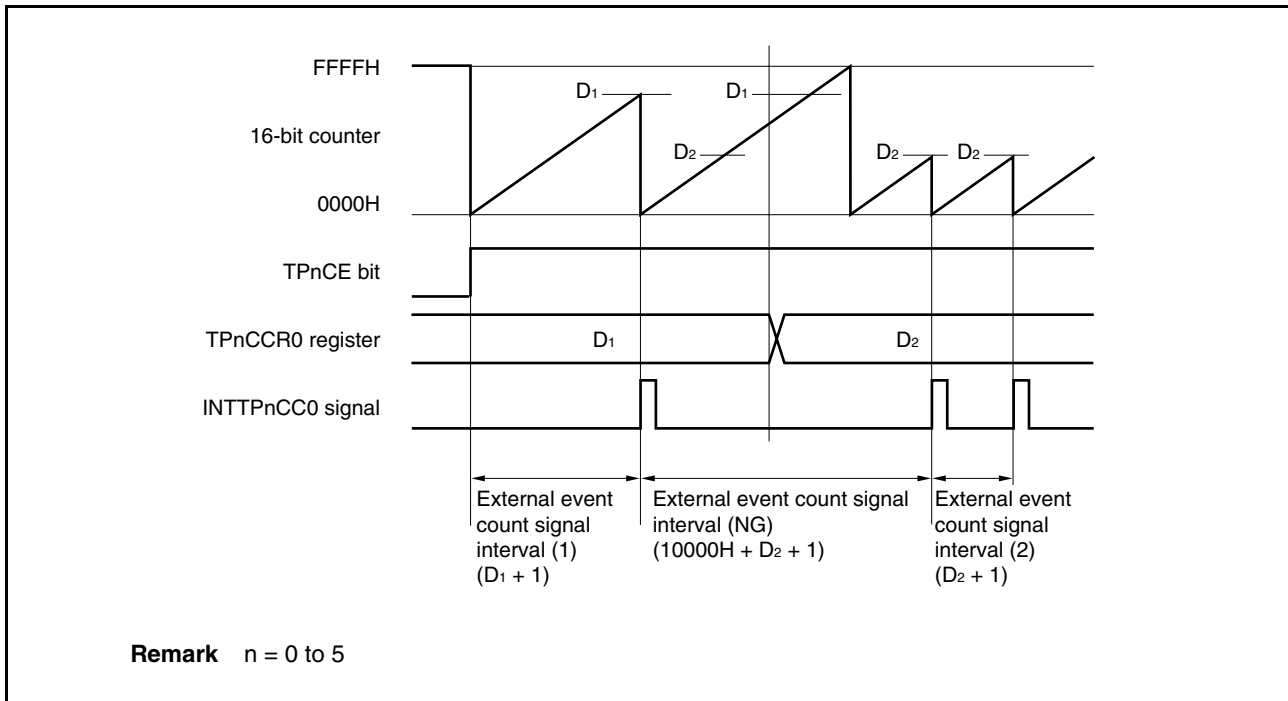 FFFFH
D1
D1
16-bit counter
D2
D2
D2
0000H
TPnCE bit
TPnCCR0 register
D1
D2
INTTPnCC0 signal
External event
count signal
interval (1)
(D1 + 1)
External event count signal
interval (NG)
(10000H + D2 + 1)
External event
count signal
interval (2)
(D2 + 1)
Remark n = 0 to 5